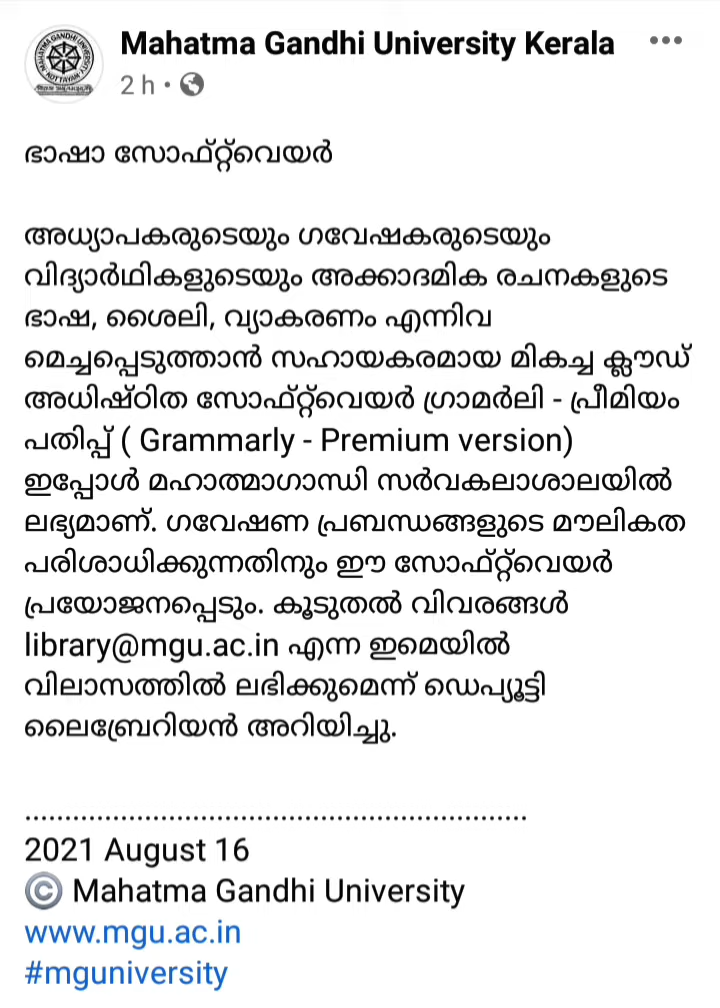 Mahatma Gandhi University Kerala
2 h
ഭാഷാ സോഫ്റ്റ്‌വെയർ
അധ്യാപകരുടെയും ഗവേഷകരുടെയും
വിദ്യാർഥികളുടെയും അക്കാദമിക രചനകളുടെ
ഭാഷ, ശൈലി, വ്യാകരണം എന്നിവ
മെച്ചപ്പെടുത്താൻ സഹായകരമായ മികച്ച ക്ലൗഡ്
അധിഷ്ഠിത സോഫ്റ്റ്‌വെയർ ഗ്രാമർലി - പ്രീമിയം
പതിപ്പ് ( Grammarly - Premium version)
ഇപ്പോൾ മഹാത്മാഗാന്ധി സർവകലാശാലയിൽ
ലഭ്യമാണ്. ഗവേഷണ പ്രബന്ധങ്ങളുടെ മൗലികത
പരിശാധിക്കുന്നതിനും ഈ സോഫ്റ്റ്‌വെയർ
പ്രയോജനപ്പെടും. കൂടുതൽ വിവരങ്ങൾ
library@mgu.ac.in എന്ന ഇമെയിൽ
വിലാസത്തിൽ ലഭിക്കുമെന്ന് ഡെപ്യൂട്ടി
ലൈബ്രേറിയൻ അറിയിച്ചു.
...............................................................
2021 August 16
© Mahatma Gandhi University
www.mgu.ac.in
#mguniversity